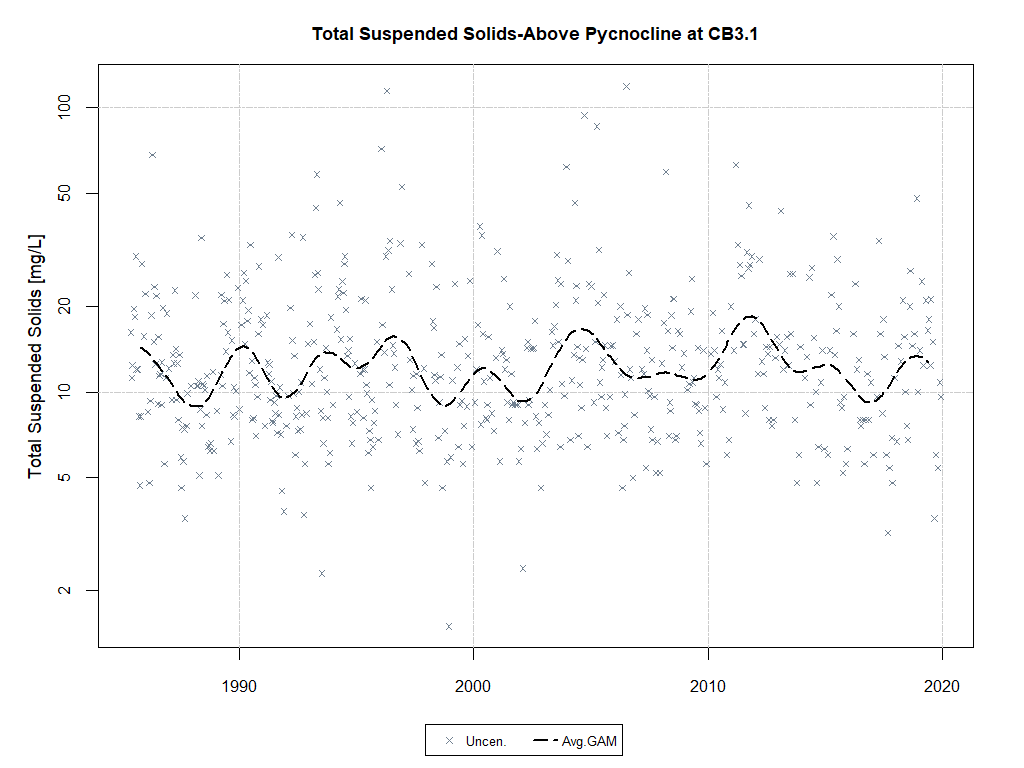 Total Suspended Solids-Above Pycnocline at CB3.1
Total Suspended Solids [mg/L]
100
50
20
10
5
2
1990
2000
2010
2020
Uncen.
Avg.GAM